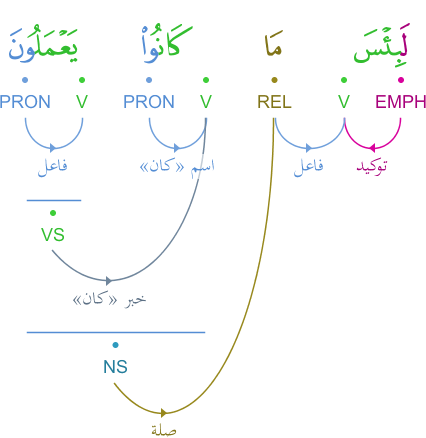 لَبِئْسَ مَا كَانُوا۟ يَعْمَلُونَ
EMPH V REL V PRON V PRON
توكيد فاعل اسم «كان» فاعل
VS
خبر «كان»
NS
صلة